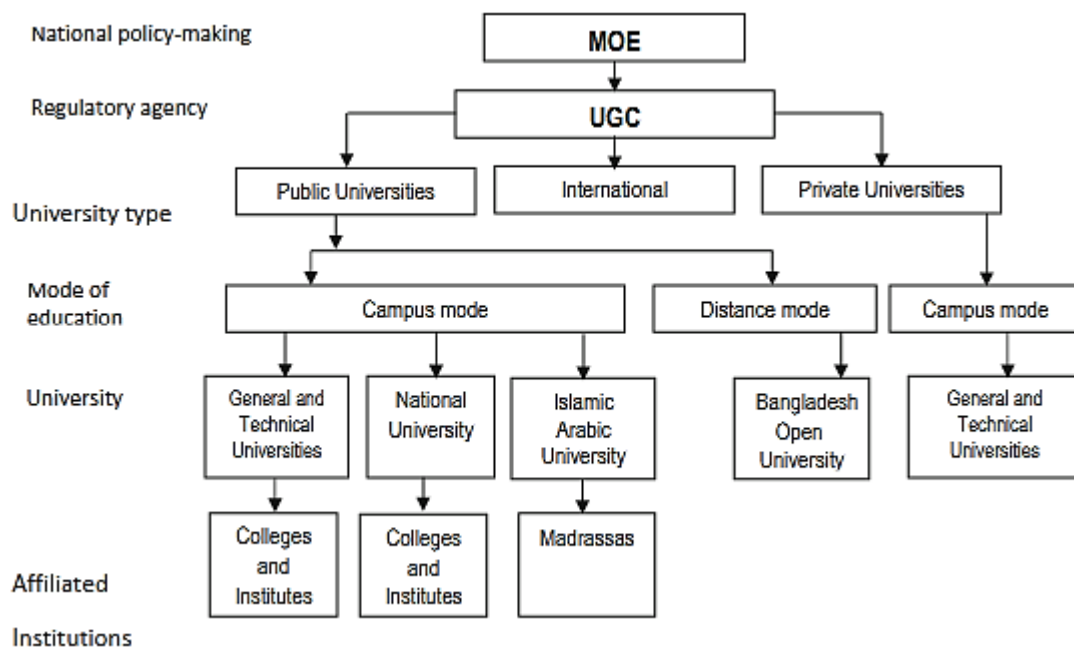 National policy-making
MOE
Regulatory agency
UGC
Public Universities
International
Private Universities
University type
Mode of
education
Campus mode
Distance mode
Campus mode
University
General and
Technical
Universities
National
University
Islamic
Arabic
University
Bangladesh
Open
University
General and
Technical
Universities
Colleges
and
Institutes
Colleges
and
Institutes
Madrassas
Affiliated
Institutions